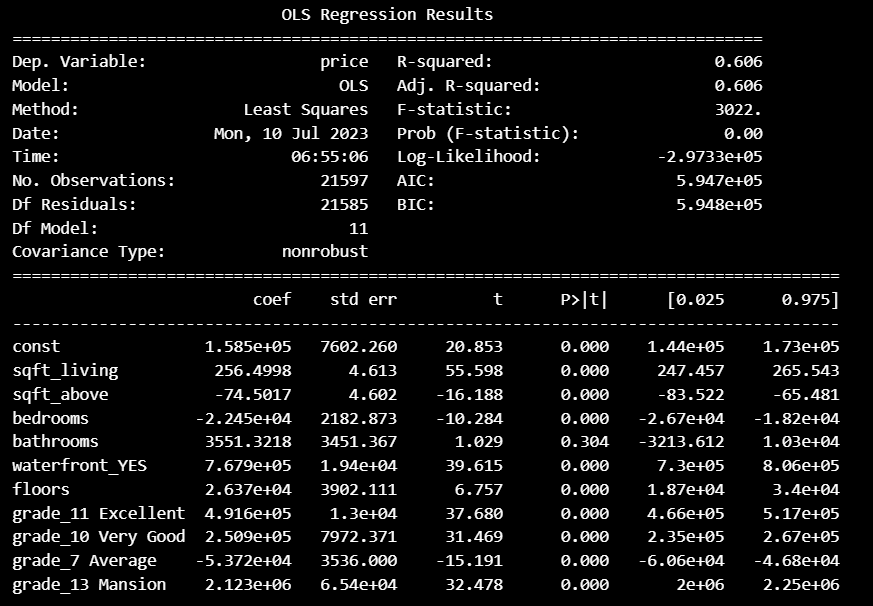 OLS Regression Results
==============================================================================
Dep. Variable: price R-squared: 0.606
Model: OLS Adj. R-squared: 0.606
Method: Least Squares F-statistic: 3022.
Date: Mon, 10 Jul 2023 Prob (F-statistic): 0.00
Time: 06:55:06 Log-Likelihood: -2.9733e+05
No. Observations: 21597 AIC: 5.947e+05
Df Residuals: 21585 BIC: 5.948e+05
Df Model: 11
Covariance Type: nonrobust
======================================================================================
coef std err t P>|t| [0.025 0.975]
--------------------------------------------------------------------------------------
const 1.585e+05 7602.260 20.853 0.000 1.44e+05 1.73e+05
sqft_living 256.4998 4.613 55.598 0.000 247.457 265.543
sqft_above -74.5017 4.602 -16.188 0.000 -83.522 -65.481
bedrooms -2.245e+04 2182.873 -10.284 0.000 -2.67e+04 -1.82e+04
bathrooms 3551.3218 3451.367 1.029 0.304 -3213.612 1.03e+04
waterfront_YES 7.679e+05 1.94e+04 39.615 0.000 7.3e+05 8.06e+05
floors 2.637e+04 3902.111 6.757 0.000 1.87e+04 3.4e+04
grade_11 Excellent 4.916e+05 1.3e+04 37.680 0.000 4.66e+05 5.17e+05
grade_10 Very Good 2.509e+05 7972.371 31.469 0.000 2.35e+05 2.67e+05
grade_7 Average -5.372e+04 3536.000 -15.191 0.000 -6.06e+04 -4.68e+04
grade_13 Mansion 2.123e+06 6.54e+04 32.478 0.000 2e+06 2.25e+06